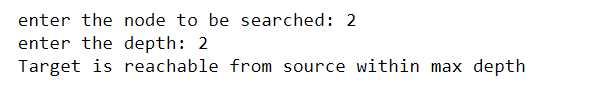 enter the node to be searched: 2
enter the depth: 2
Target is reachable from source within max depth